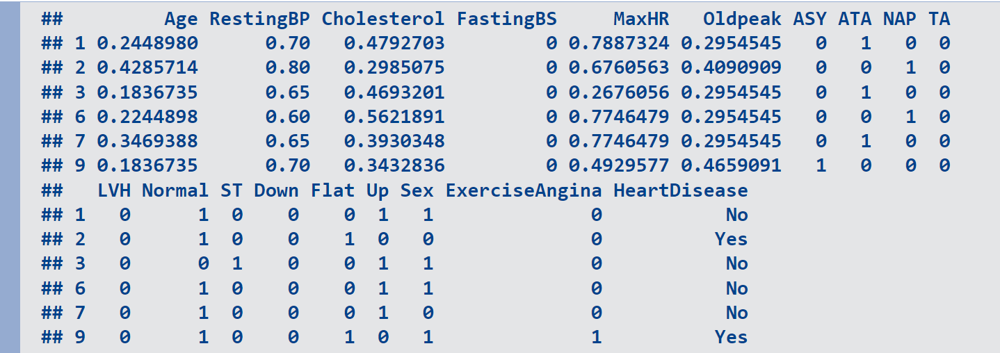 ##         Age RestingBP Cholesterol FastingBS     MaxHR   Oldpeak ASY ATA NAP TA
## 1 0.2448980      0.70   0.4792703         0 0.7887324 0.2954545   0   1   0  0
## 2 0.4285714      0.80   0.2985075         0 0.6760563 0.4090909   0   0   1  0
## 3 0.1836735      0.65   0.4693201         0 0.2676056 0.2954545   0   1   0  0
## 6 0.2244898      0.60   0.5621891         0 0.7746479 0.2954545   0   0   1  0
## 7 0.3469388      0.65   0.3930348         0 0.7746479 0.2954545   0   1   0  0
## 9 0.1836735      0.70   0.3432836         0 0.4929577 0.4659091   1   0   0  0
##   LVH Normal ST Down Flat Up Sex ExerciseAngina HeartDisease
## 1   0      1  0    0    0  1   1              0           No
## 2   0      1  0    0    1  0   0              0          Yes
## 3   0      0  1    0    0  1   1              0           No
## 6   0      1  0    0    0  1   1              0           No
## 7   0      1  0    0    0  1   0              0           No
## 9   0      1  0    0    1  0   1              1          Yes